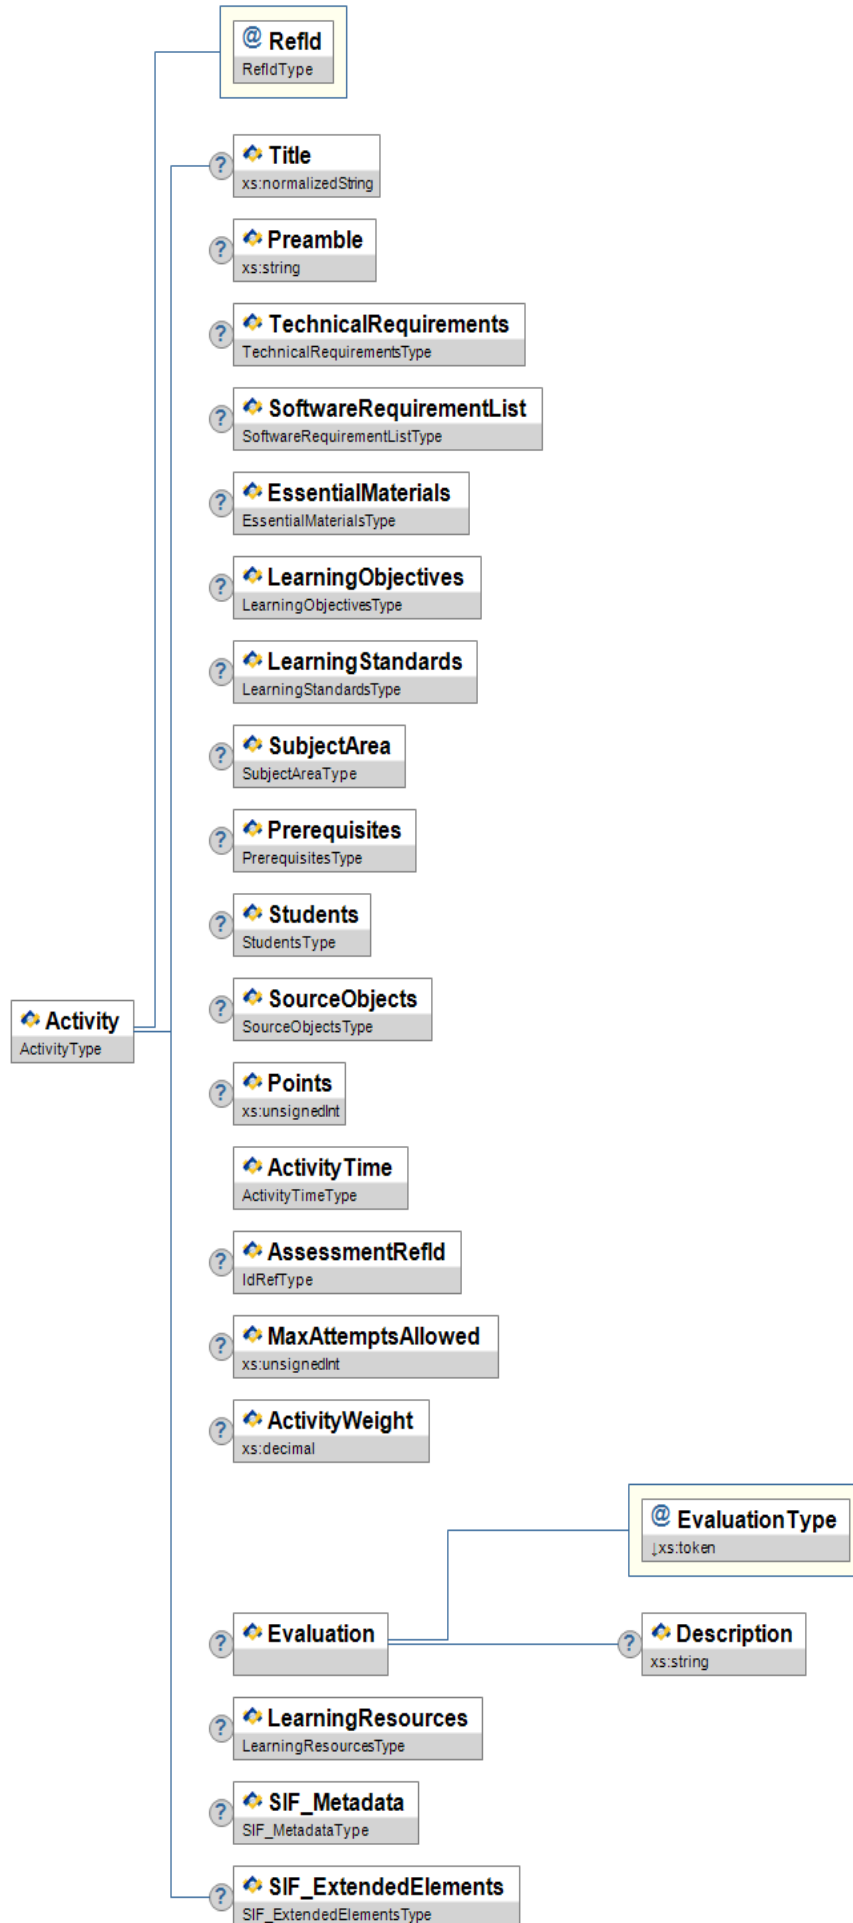 @ RefId
RefIdType
? Title
xs:normalizedString
? Preamble
xs:string
? TechnicalRequirements
TechnicalRequirementsType
? SoftwareRequirementList
SoftwareRequirementListType
? EssentialMaterials
EssentialMaterialsType
? LearningObjectives
LearningObjectivesType
? LearningStandards
LearningStandardsType
? SubjectArea
SubjectAreaType
? Prerequisites
PrerequisitesType
? Students
StudentsType
? SourceObjects
SourceObjectsType
Activity
ActivityType
? Points
xs:unsignedInt
ActivityTime
ActivityTimeType
? AssessmentRefId
IdRefType
? MaxAttemptsAllowed
xs:unsignedInt
? ActivityWeight
xs:decimal
@ EvaluationType
↓xs:token
? Evaluation
? Description
xs:string
? LearningResources
LearningResourcesType
? SIF_Metadata
SIF_MetadataType
? SIF_ExtendedElements
SIF_ExtendedElementsType